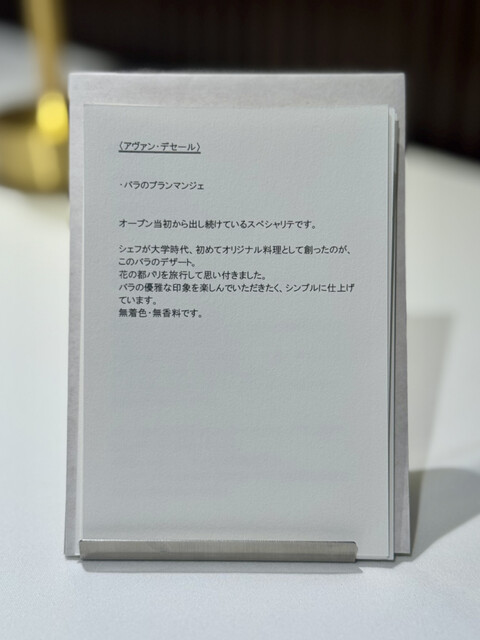 〈アヴァン・デセール〉
・バラのブランマンジェ
オープン当初から出し続けているスペシャリテです。
シェフが大学時代、初めてオリジナル料理として創ったのが、
このバラのデザート。
花の都パリを旅行して思い付きました。
バラの優雅な印象を楽しんでいただきたく、シンプルに仕上げ
ています。
無着色・無香料です。